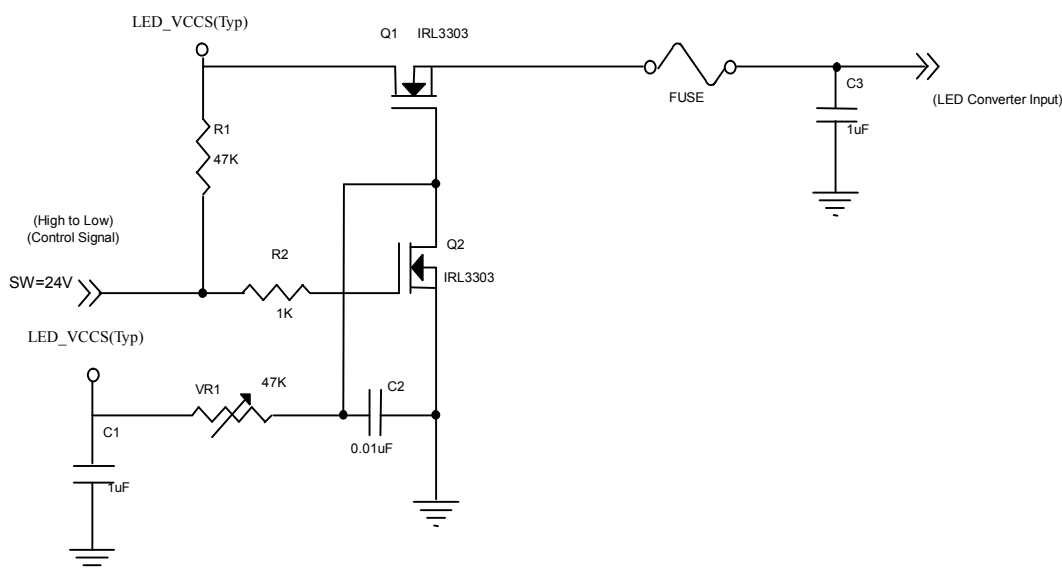 LED_VCCS(Typ)
Q1 IRL3303
FUSE
C3
1uF
(LED Converter Input)
R1
47K
(High to Low)
(Control Signal)
SW=24V
R2
1K
Q2
IRL3303
LED_VCCS(Typ)
VR1 47K
C2
0.01uF
C1
1uF